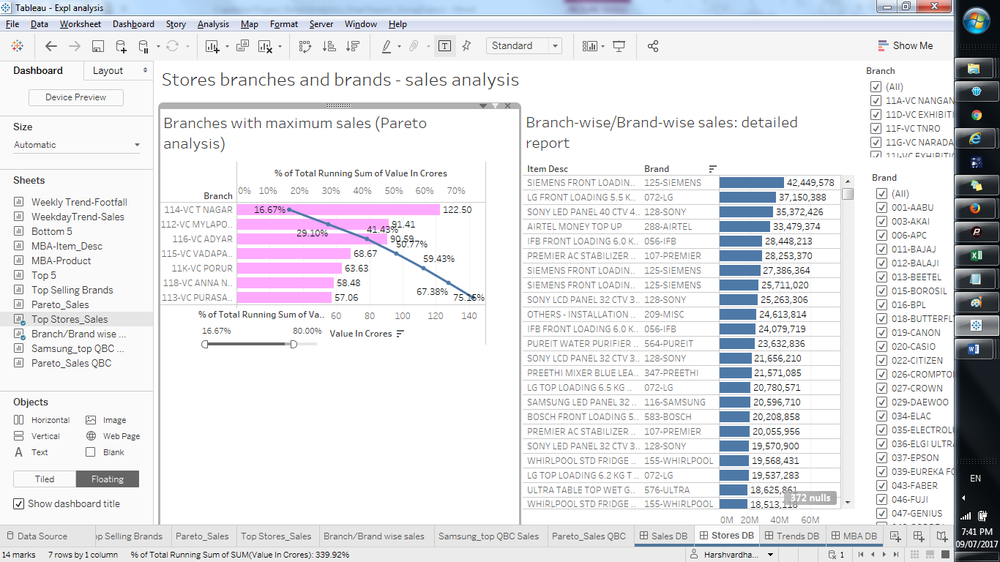 Tableau - Expl analysis
File Data Worksheet Dashboard Story Analysis Map Format Server Window Help
Standard
Show Me
Dashboard Layout
Device Preview
Size
Automatic
Sheets
Weekly Trend-Footfall
WeekdayTrend-Sales
Bottom 5
MBA-Item_Desc
MBA-Product
Top 5
Top Selling Brands
Pareto_Sales
Top Stores_Sales
Branch/Brand wise ...
Samsung_top QBC ...
Pareto_Sales QBC
Objects
Horizontal Image
Vertical Web Page
Text Blank
Tiled Floating
Show dashboard title
Stores branches and brands - sales analysis
Branches with maximum sales (Pareto
analysis)
% of Total Running Sum of Value In Crores
0% 10% 20% 30% 40% 50% 60% 70%
Branch
114-VC T NAGAR 16.67% 122.50
112-VC MYLAPO.. 29.10% 91.41
116-VC ADYAR 41.43% 90.59
115-VC VADAPA.. 68.67 50.77%
11K-VC PORUR 63.63 59.43%
118-VC ANNA N.. 58.48 67.38%
113-VC PURASA.. 57.06 75.15%
% of Total Running Sum of Va.. 60 80 100 120 140
16.67% 80.00%
Value In Crores
Branch-wise/Brand-wise sales: detailed
report
Item Desc Brand
SIEMENS FRONT LOADIN.. 125-SIEMENS 42,449,578
LG FRONT LOADING 5.5 K.. 072-LG 37,150,388
SONY LED PANEL 40 CTV 4.. 128-SONY 35,372,426
AIRTEL MONEY TOP UP 288-AIRTEL 33,479,374
IFB FRONT LOADING 6.0 K.. 056-IFB 28,448,213
PREMIER AC STABILIZER .. 107-PREMIER 28,253,370
SIEMENS FRONT LOADIN.. 125-SIEMENS 27,386,364
SIEMENS FRONT LOADIN.. 125-SIEMENS 25,711,020
SONY LCD PANEL 32 CTV 3.. 128-SONY 25,263,306
OTHERS - INSTALLATION .. 209-MISC 24,613,814
IFB FRONT LOADING 6.0 K.. 056-IFB 24,079,719
PUREIT WATER PURIFIER .. 564-PUREIT 23,632,836
SONY LCD PANEL 32 CTV 3.. 128-SONY 21,656,210
PREETHI MIXER BLUE LEA.. 347-PREETHI 21,571,085
LG TOP LOADING 6.5 KG .. 072-LG 20,780,571
SAMSUNG LED PANEL 32 .. 116-SAMSUNG 20,596,710
BOSCH FRONT LOADING 5.. 583-BOSCH 20,208,858
PREMIER AC STABILIZER .. 107-PREMIER 20,055,956
SONY LED PANEL 32 CTV 3.. 128-SONY 19,570,900
WHIRLPOOL STD FRIDGE .. 155-WHIRLPOOL 19,568,431
LG TOP LOADING 6.2 KG T.. 072-LG 19,537,283
ULTRA TABLE TOP WET G.. 576-ULTRA 18,625,861
WHIRLPOOL STD FRIDGE .. 155-WHIRLPOOL 18,513,118
372 nulls
0M 20M 40M 60M
Branch
(All)
11A-VC NANGAN
11D-VC EXHIBITI
11F-VC TNRO
11G-VC NARADA
11I-VC EXHIBITIO
Brand
(All)
001-AABU
003-AKAI
006-APC
011-BAJAJ
012-BALAJI
013-BEETEL
015-BOROSIL
016-BPL
018-BUTTERFL
019-CANON
020-CASIO
022-CITIZEN
026-CROMPTO
027-CROWN
029-DAEWOO
034-ELAC
035-ELECTROL
036-ELGI ULTRA
037-EPSON
039-EUREKA FO
043-FABER
046-FUJI
047-GENIUS
Data Source op Selling Brands Pareto_Sales Top Stores_Sales Branch/Brand wise sales Samsung_top QBC Sales Pareto_Sales QBC Sales DB Stores DB Trends DB MBA DB
14 marks 7 rows by 1 column % of Total Running Sum of SUM(Value In Crores): 339.92% Harshvardha... 1
EN
7:41 PM
09/07/2017